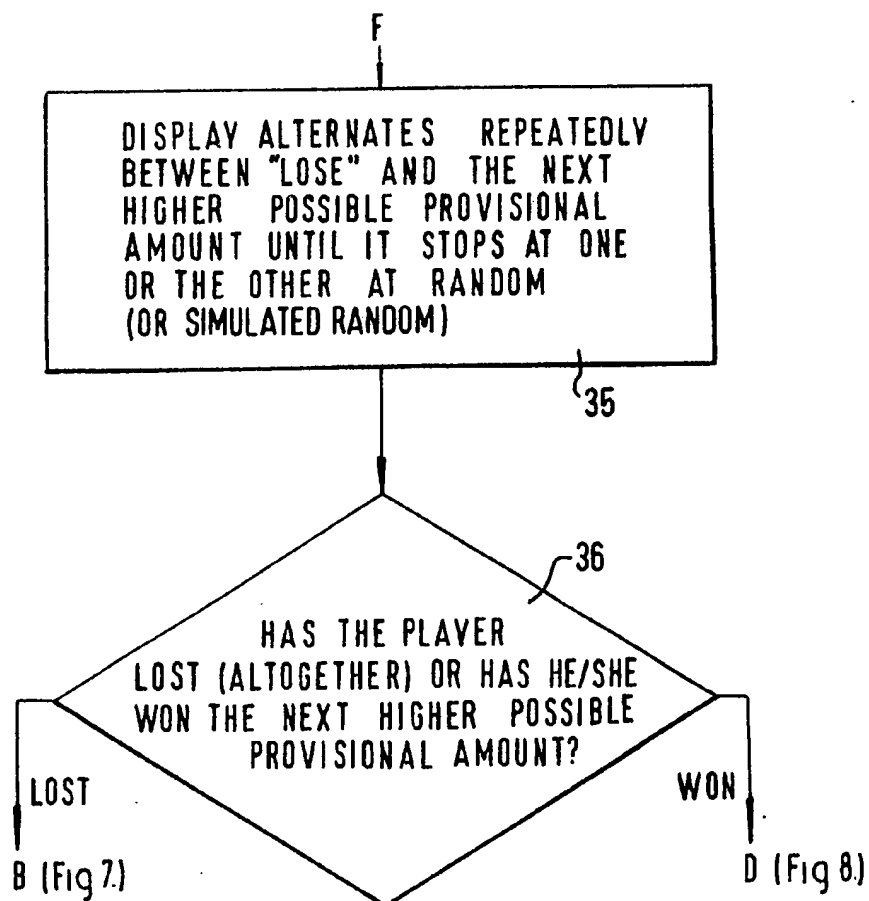 F
DISPLAY ALTERNATES REPEATEDLY
BETWEEN "LOSE" AND THE NEXT
HIGHER POSSIBLE PROVISIONAL
AMOUNT UNTIL IT STOPS AT ONE
OR THE OTHER AT RANDOM
(OR SIMULATED RANDOM)
35
36
HAS THE PLAYER
LOST (ALTOGETHER) OR HAS HE/SHE
WON THE NEXT HIGHER POSSIBLE
PROVISIONAL AMOUNT?
LOST
WON
B (Fig 7.)
D (Fig 8.)